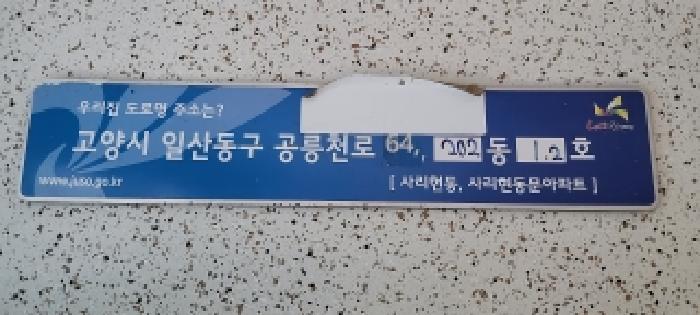 우리집 도로명 주소는?
고양시 일산동구 공릉천로 64, 202동 1,2호
www.juso.go.kr
[ 사리현동, 사리현동문아파트 ]